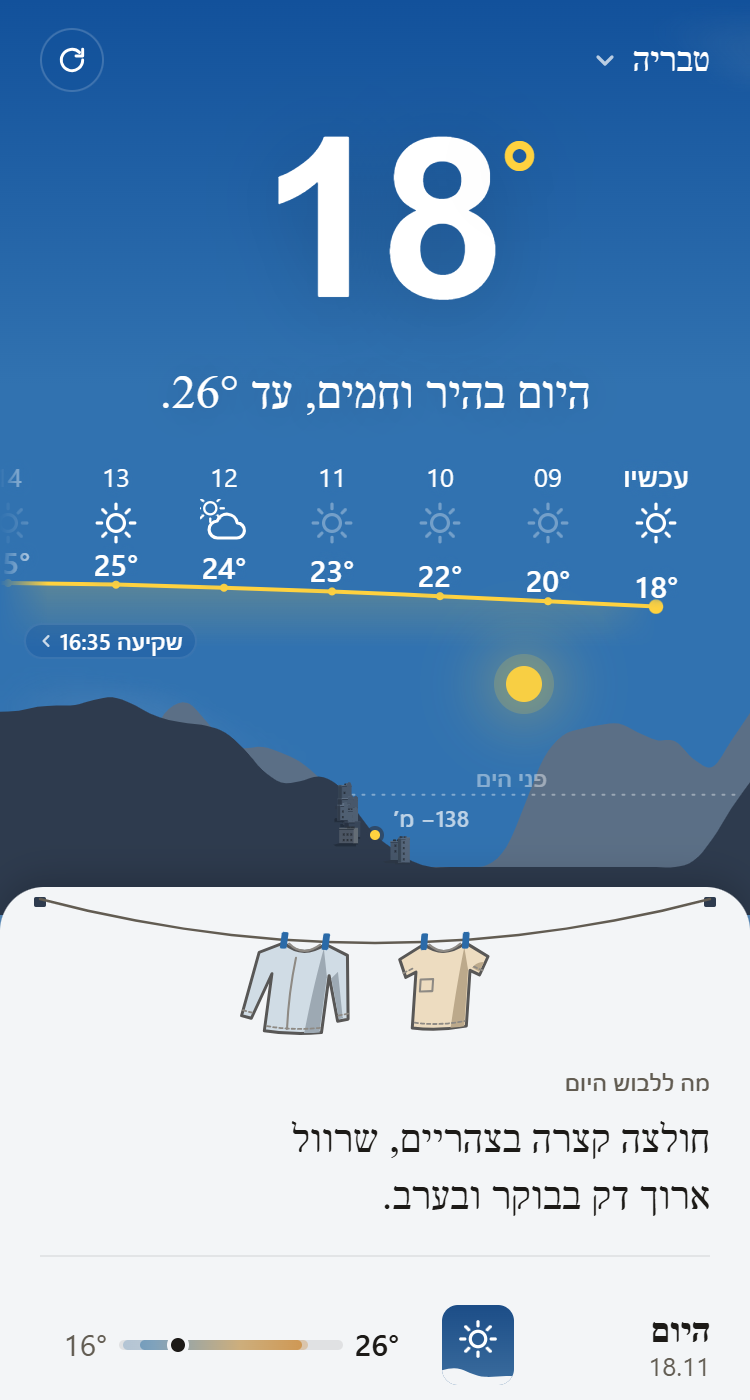 טבריה
18°
היום בהיר וחמים, עד 26°.
עכשיו 09 10 11 12 13
18° 20° 22° 23° 24° 25°
שקיעה 16:35
פני הים
−138 מ׳
מה ללבוש היום
חולצה קצרה בצהריים, שרוול
ארוך דק בבוקר ובערב.
היום
26° 16°
18.11